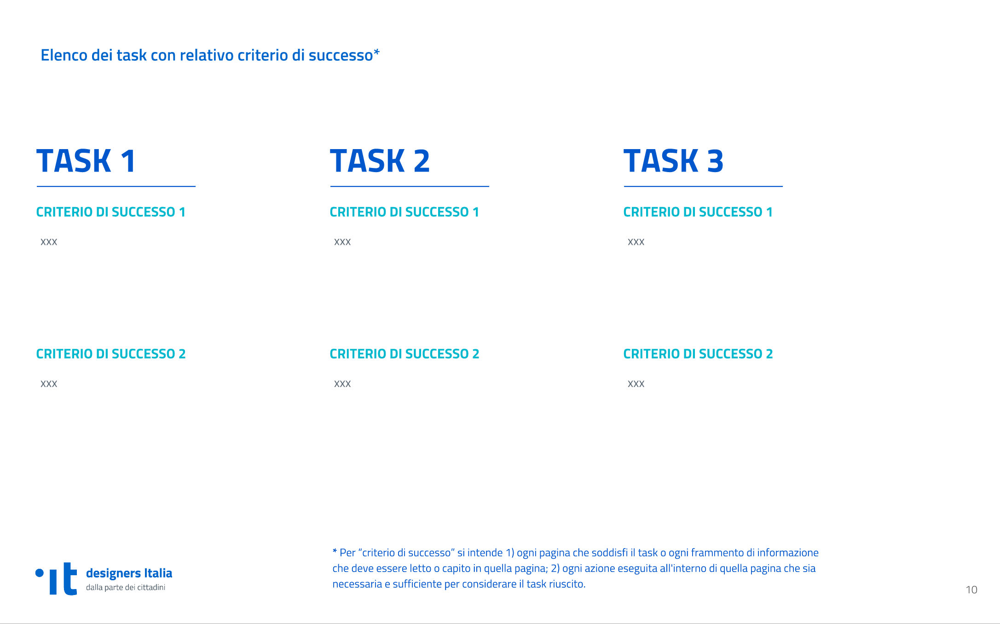 Elenco dei task con relativo criterio di successo*
TASK 1
CRITERIO DI SUCCESSO 1
xxx
CRITERIO DI SUCCESSO 2
xxx
TASK 2
CRITERIO DI SUCCESSO 1
xxx
CRITERIO DI SUCCESSO 2
xxx
TASK 3
CRITERIO DI SUCCESSO 1
xxx
CRITERIO DI SUCCESSO 2
xxx
* Per “criterio di successo” si intende 1) ogni pagina che soddisfi il task o ogni frammento di informazione
che deve essere letto o capito in quella pagina; 2) ogni azione eseguita all'interno di quella pagina che sia
necessaria e sufficiente per considerare il task riuscito.
it
designers Italia
dalla parte dei cittadini
10